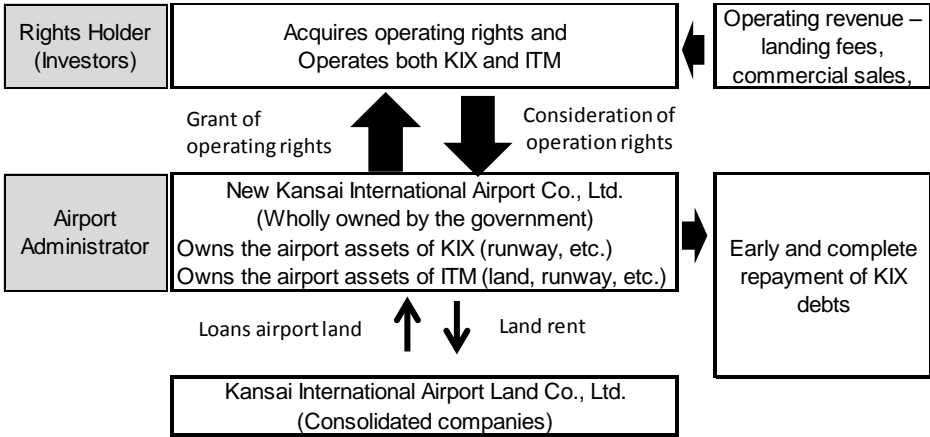 Rights Holder
(Investors)
Acquires operating rights and
Operates both KIX and ITM
Operating revenue –
landing fees,
commercial sales,
Grant of
operating rights
Consideration of
operation rights
Airport
Administrator
New Kansai International Airport Co., Ltd.
(Wholly owned by the government)
Owns the airport assets of KIX (runway, etc.)
Owns the airport assets of ITM (land, runway, etc.)
Early and complete
repayment of KIX
debts
Loans airport land
Land rent
Kansai International Airport Land Co., Ltd.
(Consolidated companies)